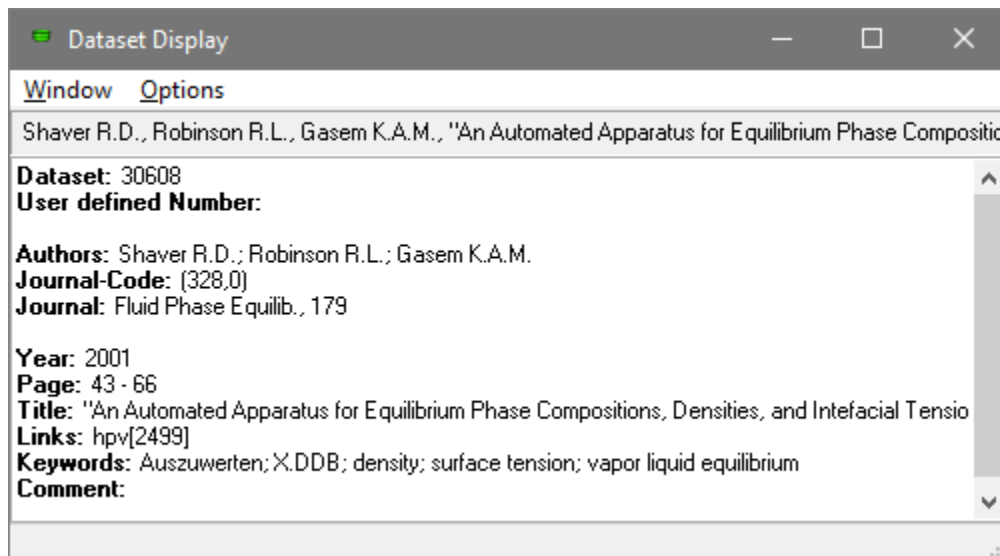 Dataset Display
Window Options
Shaver R.D., Robinson R.L., Gasem K.A.M., "An Automated Apparatus for Equilibrium Phase Compositio
Dataset: 30608
User defined Number:
Authors: Shaver R.D.; Robinson R.L.; Gasem K.A.M.
Journal-Code: (328,0)
Journal: Fluid Phase Equilib., 179
Year: 2001
Page: 43 - 66
Title: "An Automated Apparatus for Equilibrium Phase Compositions, Densities, and Intefacial Tensio
Links: hpv[2499]
Keywords: Auszuwerten; X.DDB; density; surface tension; vapor liquid equilibrium
Comment: